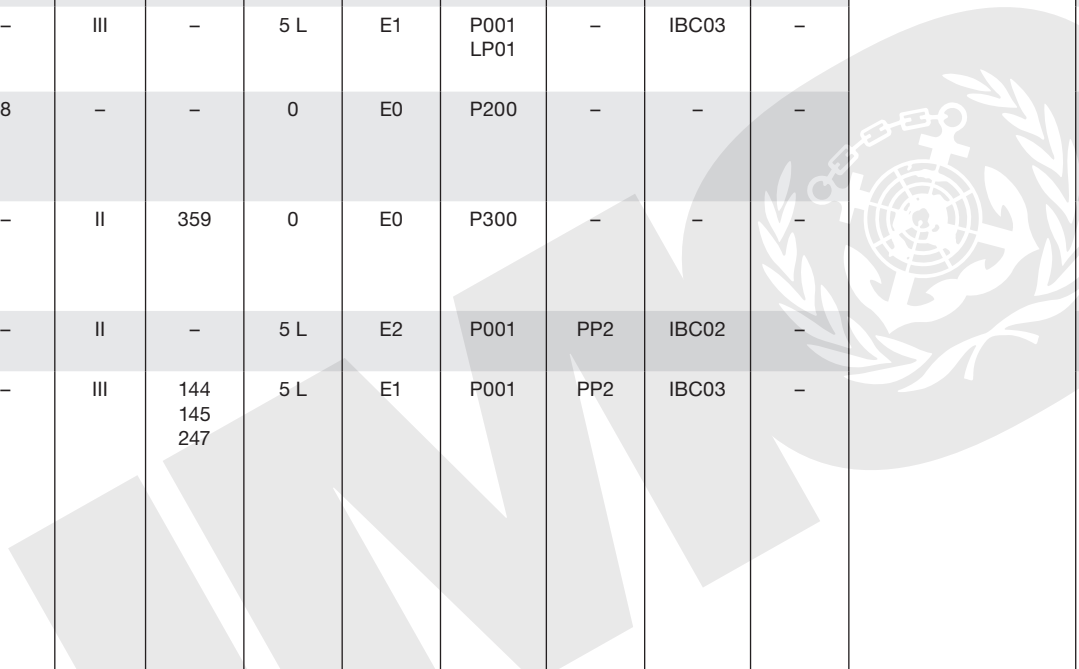 – III – 5 L E1 P001 – IBC03 –
LP01
8 – – 0 E0 P200 – – –
– II 359 0 E0 P300 – – –
– II – 5 L E2 P001 PP2 IBC02 –
– III 144 5 L E1 P001 PP2 IBC03 –
145
247
IMO